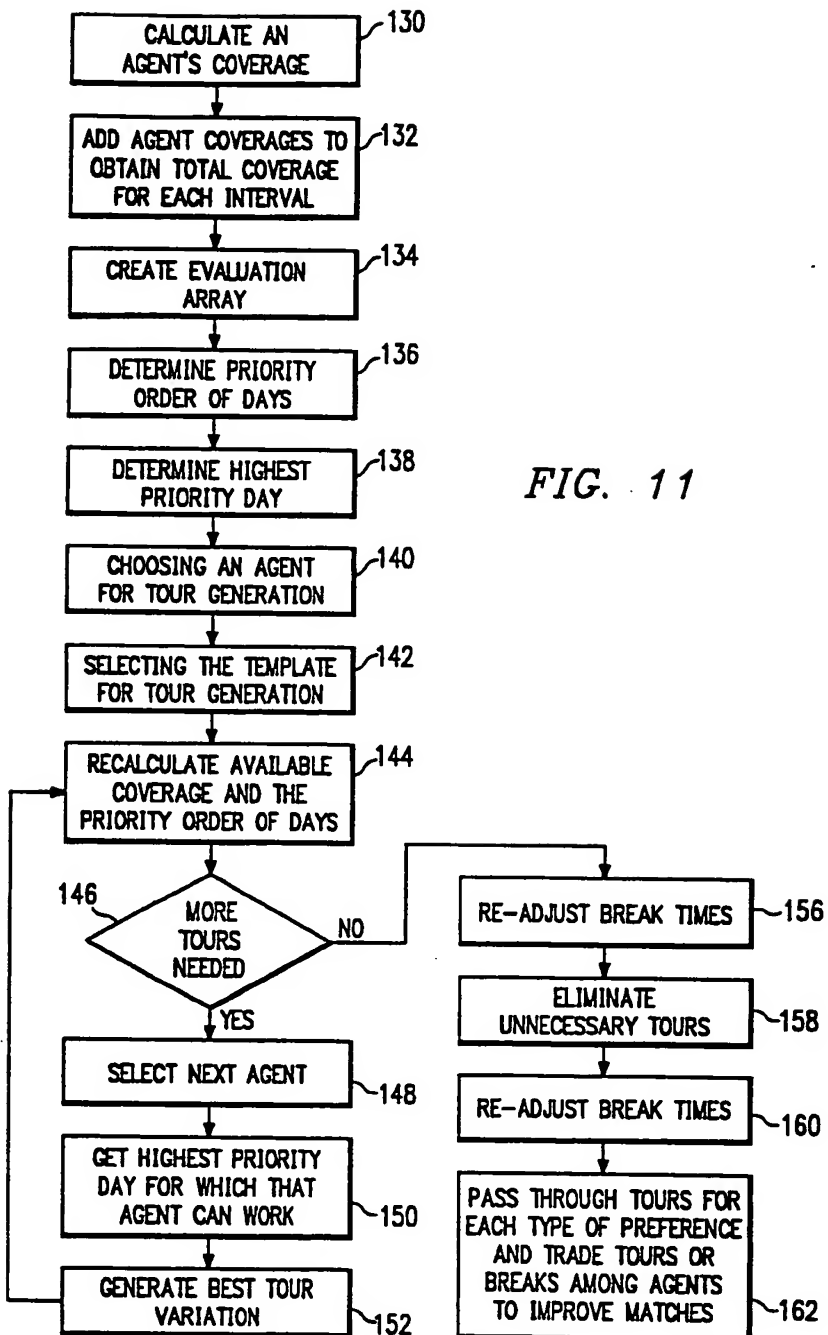 CALCULATE AN
AGENT'S COVERAGE
130
ADD AGENT COVERAGES TO
OBTAIN TOTAL COVERAGE
FOR EACH INTERVAL
132
CREATE EVALUATION
ARRAY
134
DETERMINE PRIORITY
ORDER OF DAYS
136
DETERMINE HIGHEST
PRIORITY DAY
138
FIG. 11
CHOOSING AN AGENT
FOR TOUR GENERATION
140
SELECTING THE TEMPLATE
FOR TOUR GENERATION
142
RECALCULATE AVAILABLE
COVERAGE AND THE
PRIORITY ORDER OF DAYS
144
146
MORE
TOURS
NEEDED
NO
YES
SELECT NEXT AGENT
148
GET HIGHEST PRIORITY
DAY FOR WHICH THAT
AGENT CAN WORK
150
GENERATE BEST TOUR
VARIATION
152
RE-ADJUST BREAK TIMES
156
ELIMINATE
UNNECESSARY TOURS
158
RE-ADJUST BREAK TIMES
160
PASS THROUGH TOURS FOR
EACH TYPE OF PREFERENCE
AND TRADE TOURS OR
BREAKS AMONG AGENTS
TO IMPROVE MATCHES
162